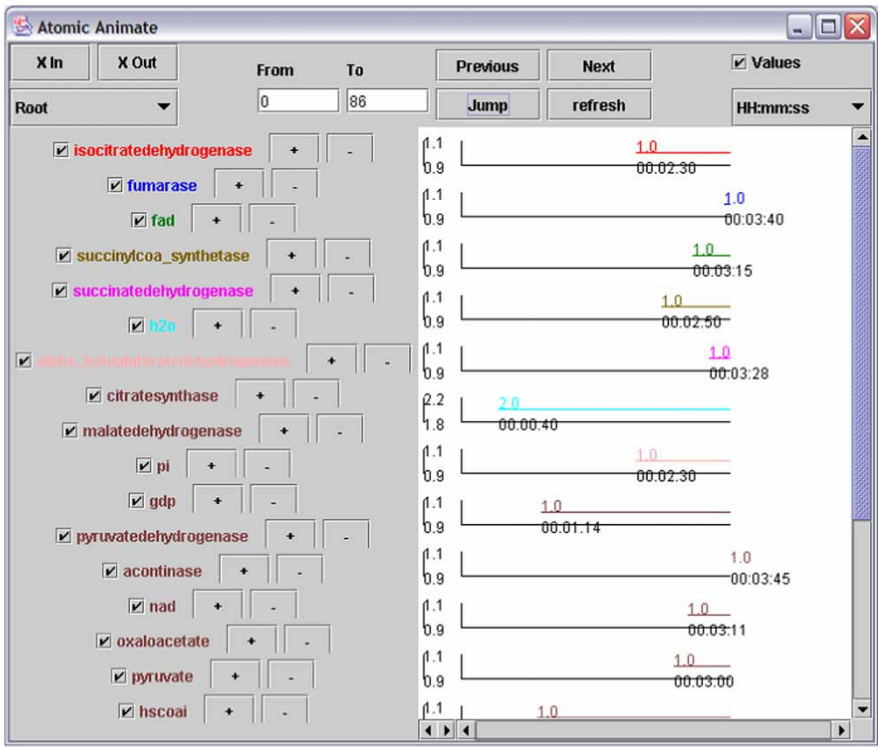 Atomic Animate
X In X Out From To Previous Next Values
Root 0 86 Jump refresh HH:mm:ss
isocitratedehydrogenase + - 1.1 0.9 1.0 00:02:30
fumarase + - 1.1 0.9 1.0 00:03:40
fad + - 1.1 0.9 1.0 00:03:15
succinylcoa_synthetase + - 1.1 0.9 1.0 00:02:50
succinatedehydrogenase + - 1.1 0.9 1.0 00:03:28
h2o + - 2.2 1.8 2.0 00:00:40
+ - 1.1 0.9 1.0 00:02:30
citratesynthase + - 1.1 0.9 1.0 00:01:14
malatedehydrogenase + - 1.1 0.9 1.0 00:03:45
pi + - 1.1 0.9 1.0 00:03:11
gdp + - 1.1 0.9 1.0 00:03:00
pyruvatedehydrogenase + - 1.1 1.0
acontinase + -
nad + -
oxaloacetate + -
pyruvate + -
hscoai + -